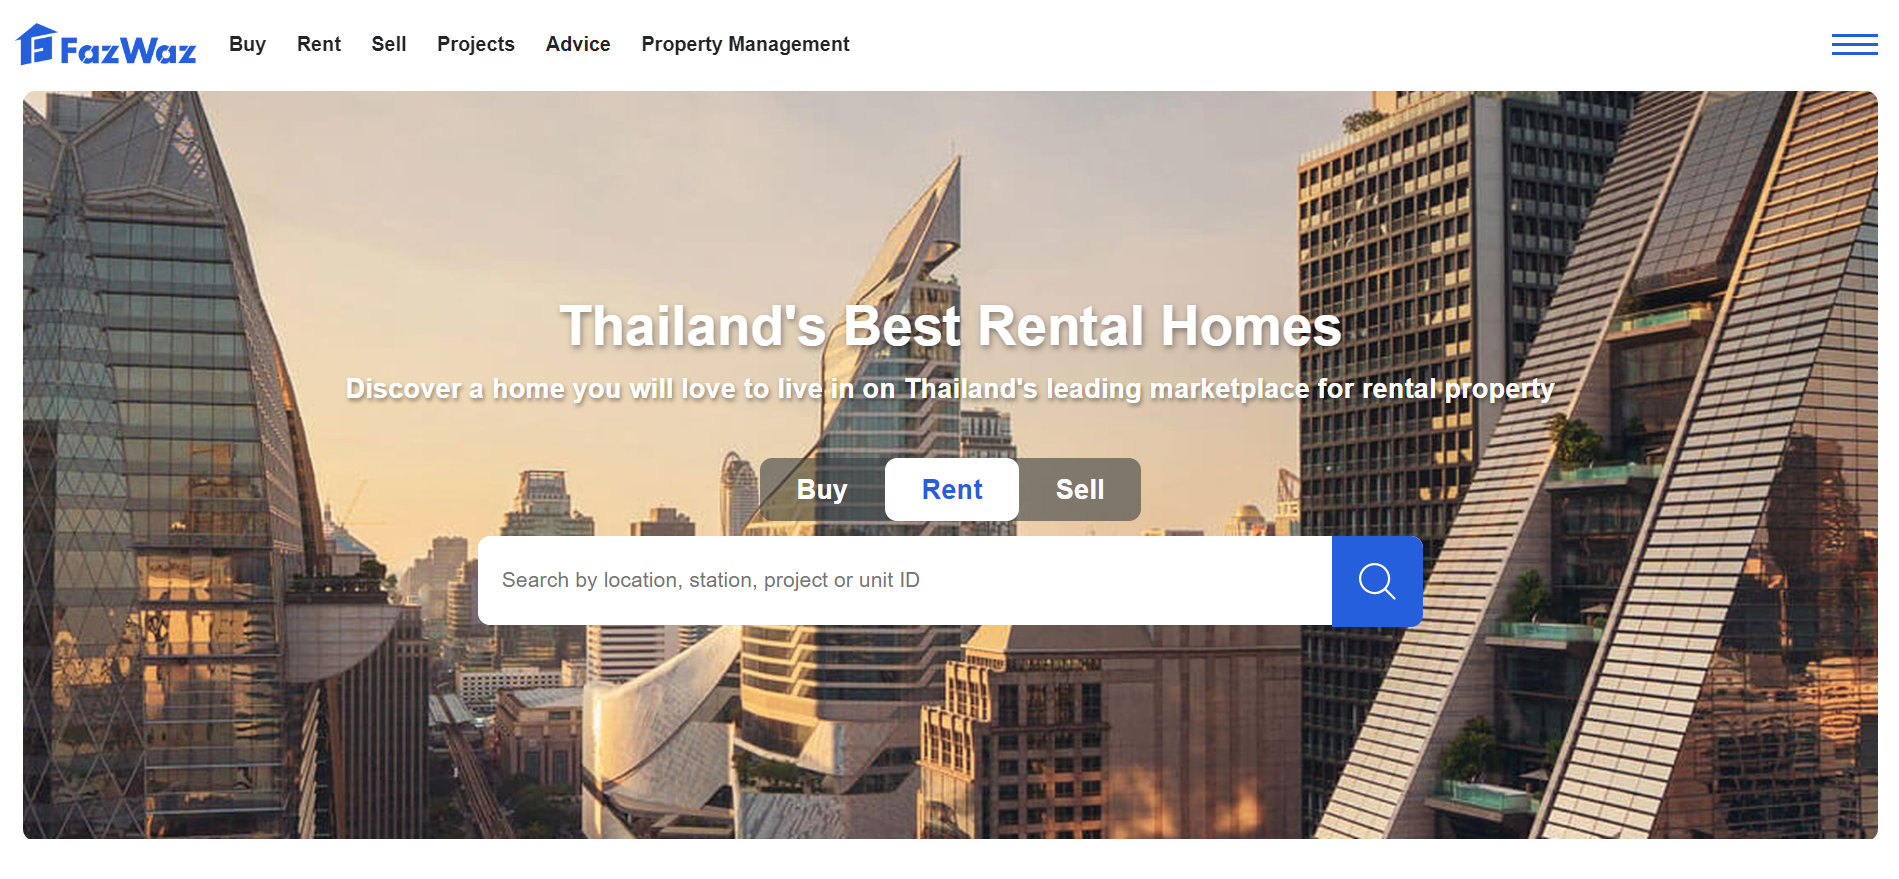 FazWaz Buy Rent Sell Projects Advice Property Management
Thailand's Best Rental Homes
Discover a home you will love to live in on Thailand's leading marketplace for rental property
Buy Rent Sell
Search by location, station, project or unit ID